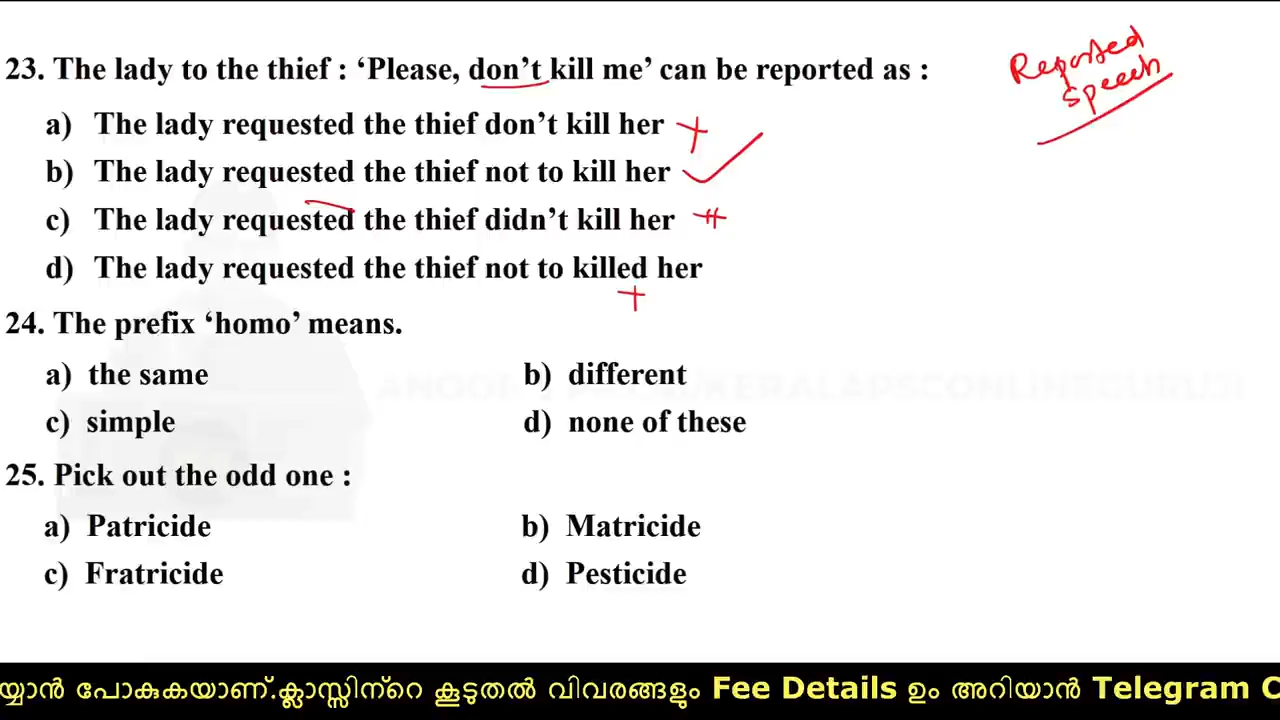 23. The lady to the thief : ‘Please, don’t kill me’ can be reported as :
Reported
Speech
a) The lady requested the thief don’t kill her
b) The lady requested the thief not to kill her
c) The lady requested the thief didn’t kill her
d) The lady requested the thief not to killed her
24. The prefix ‘homo’ means.
a) the same b) different
c) simple d) none of these
25. Pick out the odd one :
a) Patricide b) Matricide
c) Fratricide d) Pesticide
യ്യാൻ പോകുകയാണ്.ക്ലാസ്സിന്റെ കൂടുതൽ വിവരങ്ങളും Fee Details ഉം അറിയാൻ Telegram C